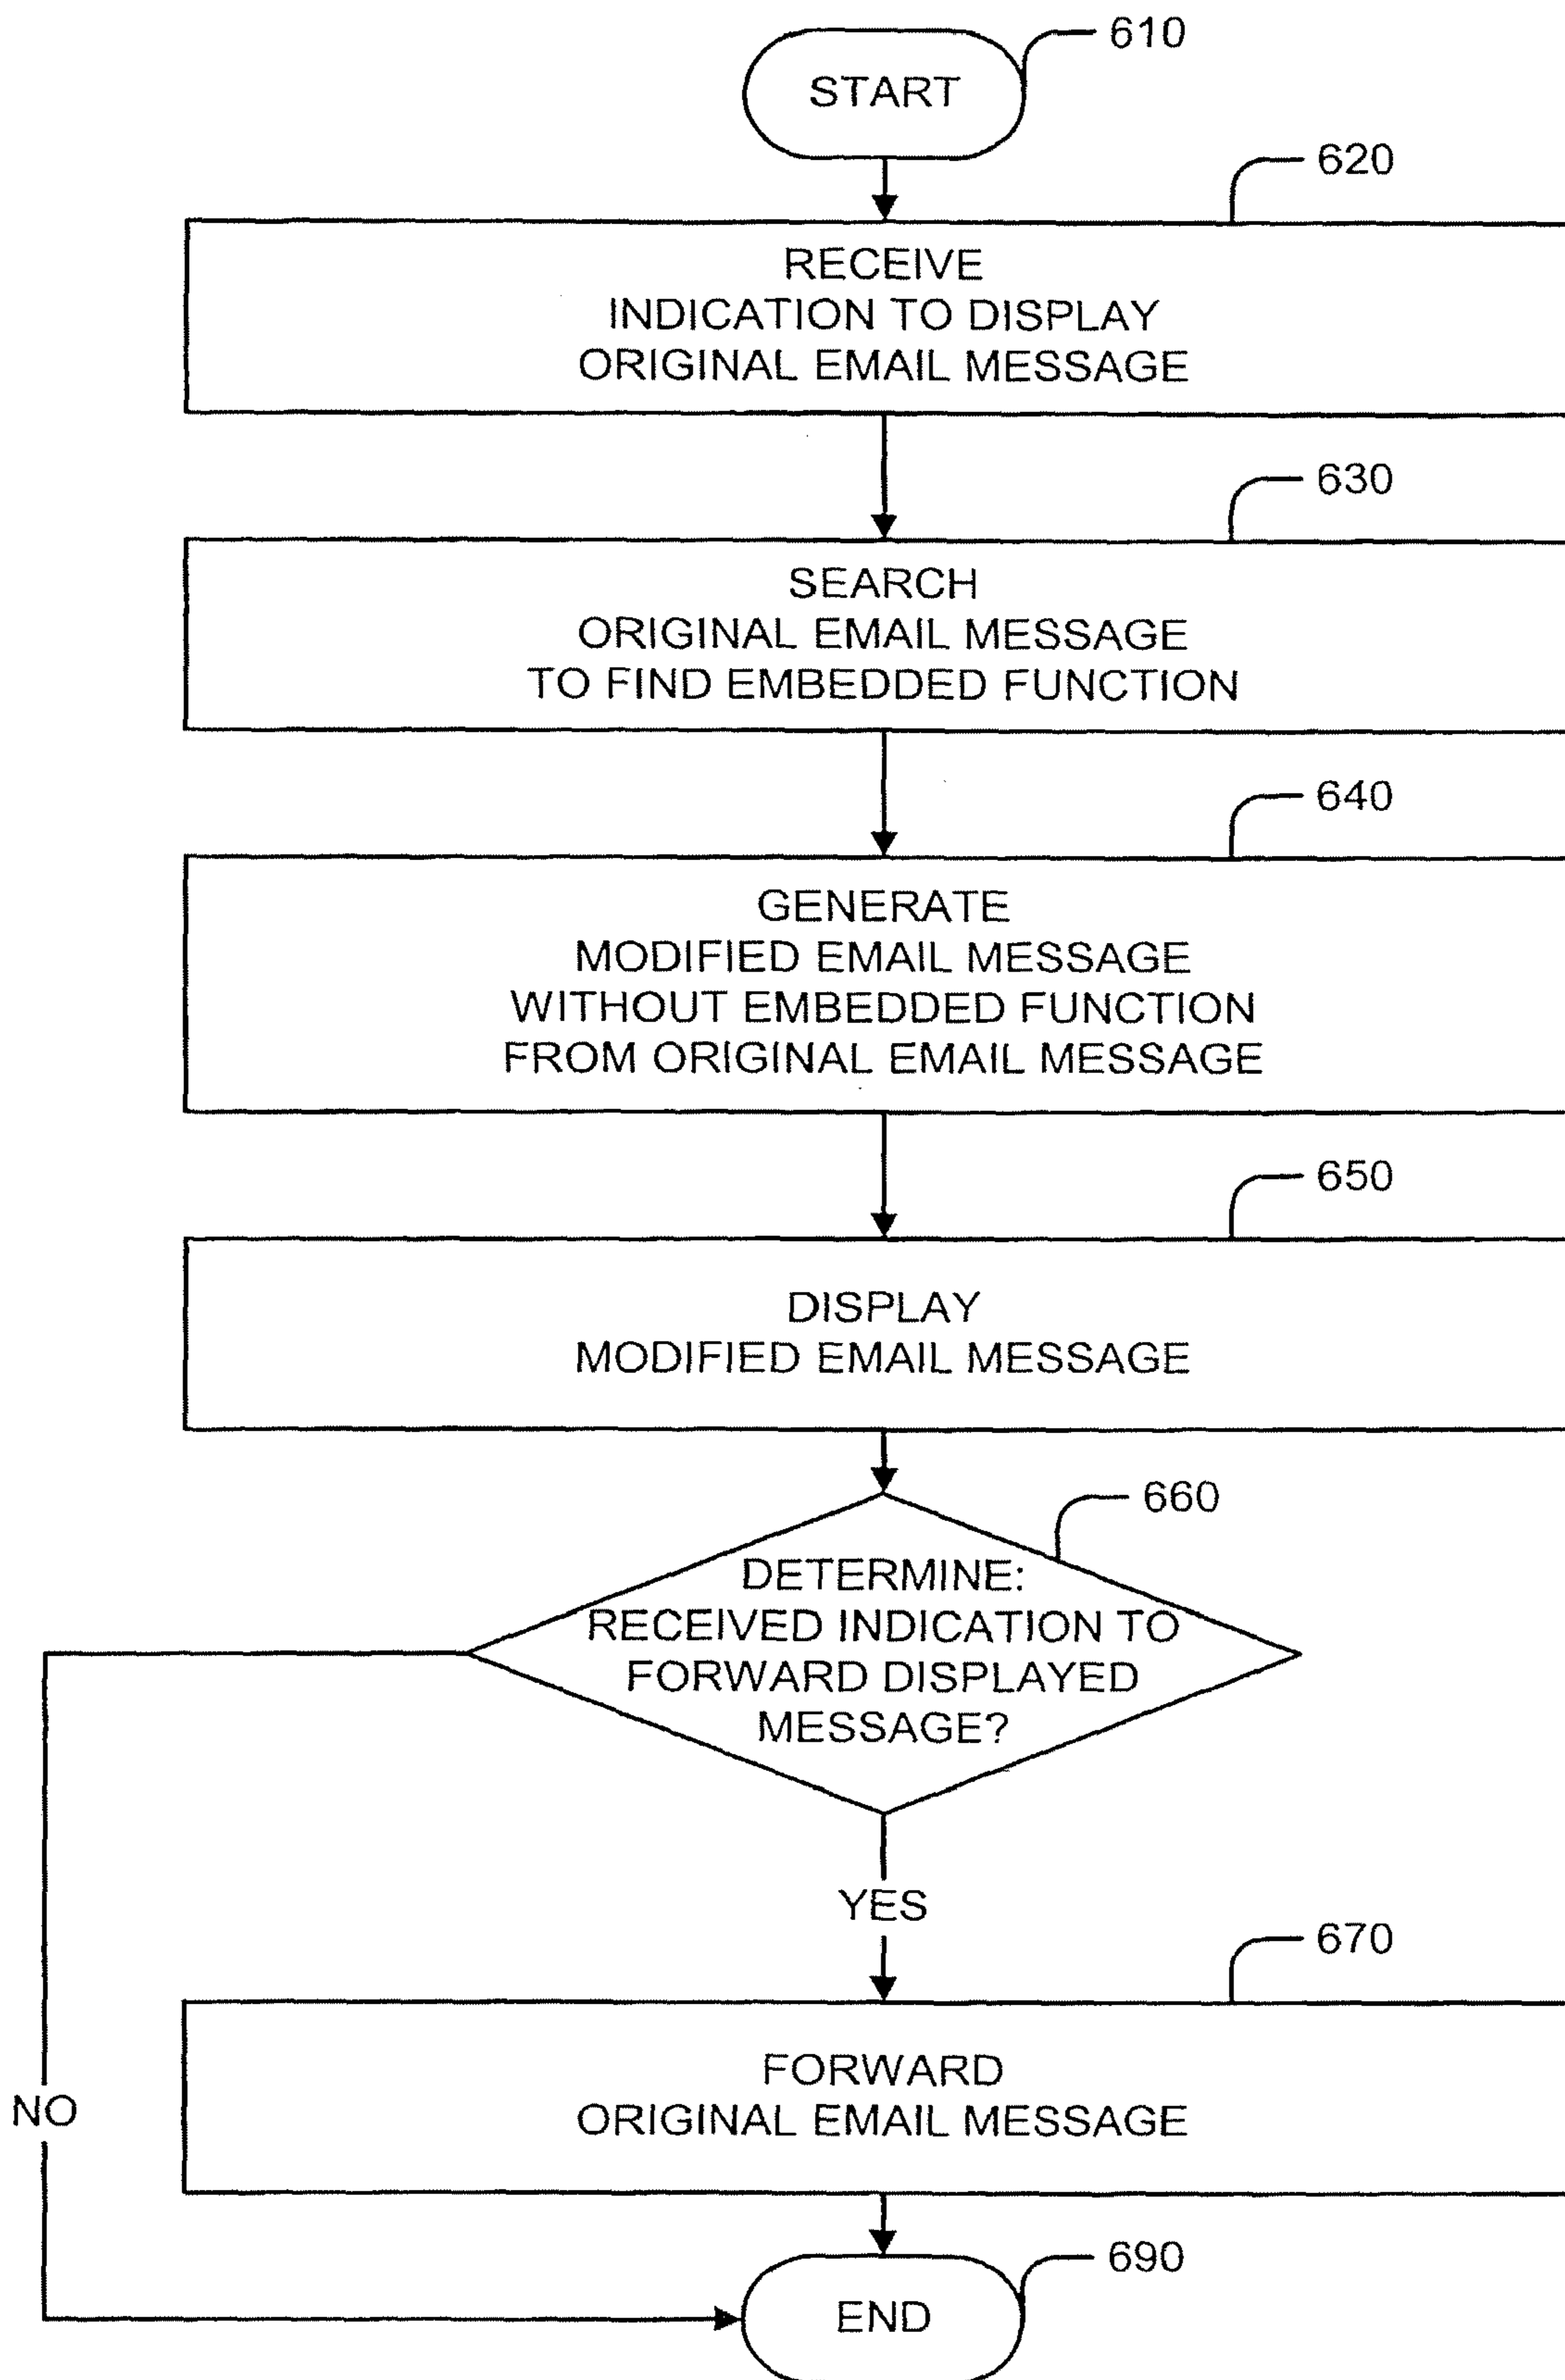 610
START
620
RECEIVE
INDICATION TO DISPLAY
ORIGINAL EMAIL MESSAGE
630
SEARCH
ORIGINAL EMAIL MESSAGE
TO FIND EMBEDDED FUNCTION
640
GENERATE
MODIFIED EMAIL MESSAGE
WITHOUT EMBEDDED FUNCTION
FROM ORIGINAL EMAIL MESSAGE
650
DISPLAY
MODIFIED EMAIL MESSAGE
660
DETERMINE:
RECEIVED INDICATION TO
FORWARD DISPLAYED
MESSAGE?
YES
670
FORWARD
ORIGINAL EMAIL MESSAGE
NO
690
END